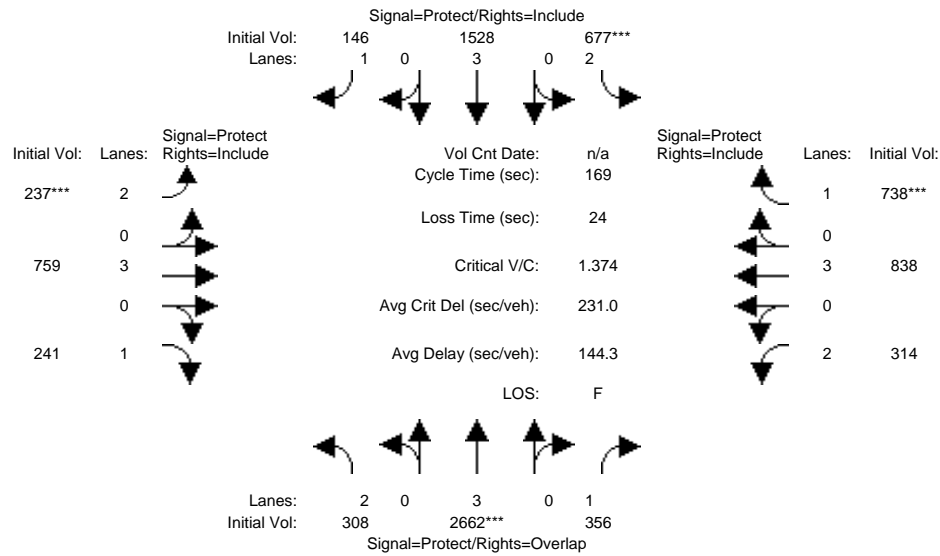 Signal=Protect/Rights=Include
Initial Vol: 146 1528 677***
Lanes: 1 0 3 0 2
Signal=Protect
Initial Vol: Lanes: Rights=Include
Vol Cnt Date: n/a
Signal=Protect
Rights=Include Lanes: Initial Vol:
Cycle Time (sec): 169
237*** 2
1 738***
Loss Time (sec): 24
0
0
759 3
Critical V/C: 1.374
3 838
0
Avg Crit Del (sec/veh): 231.0
0
241 1
Avg Delay (sec/veh): 144.3
2 314
LOS: F
Lanes: 2 0 3 0 1
Initial Vol: 308 2662*** 356
Signal=Protect/Rights=Overlap